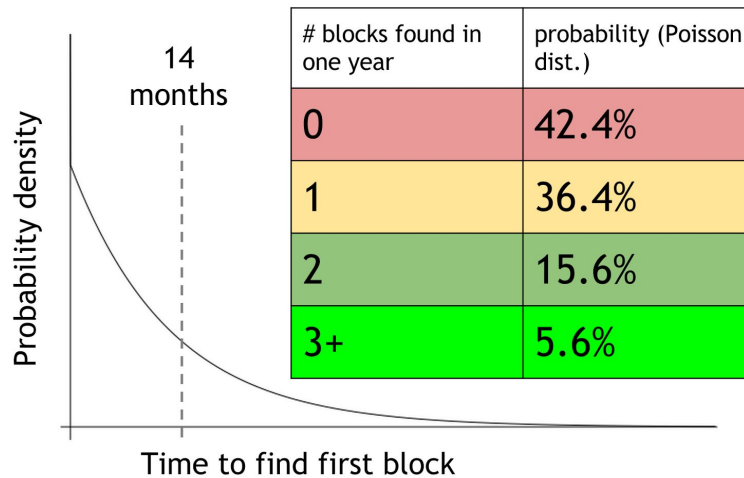 14
months
Probability density
Time to find first block
# blocks found in
one year
probability (Poisson
dist.)
0
42.4%
1
36.4%
2
15.6%
3+
5.6%